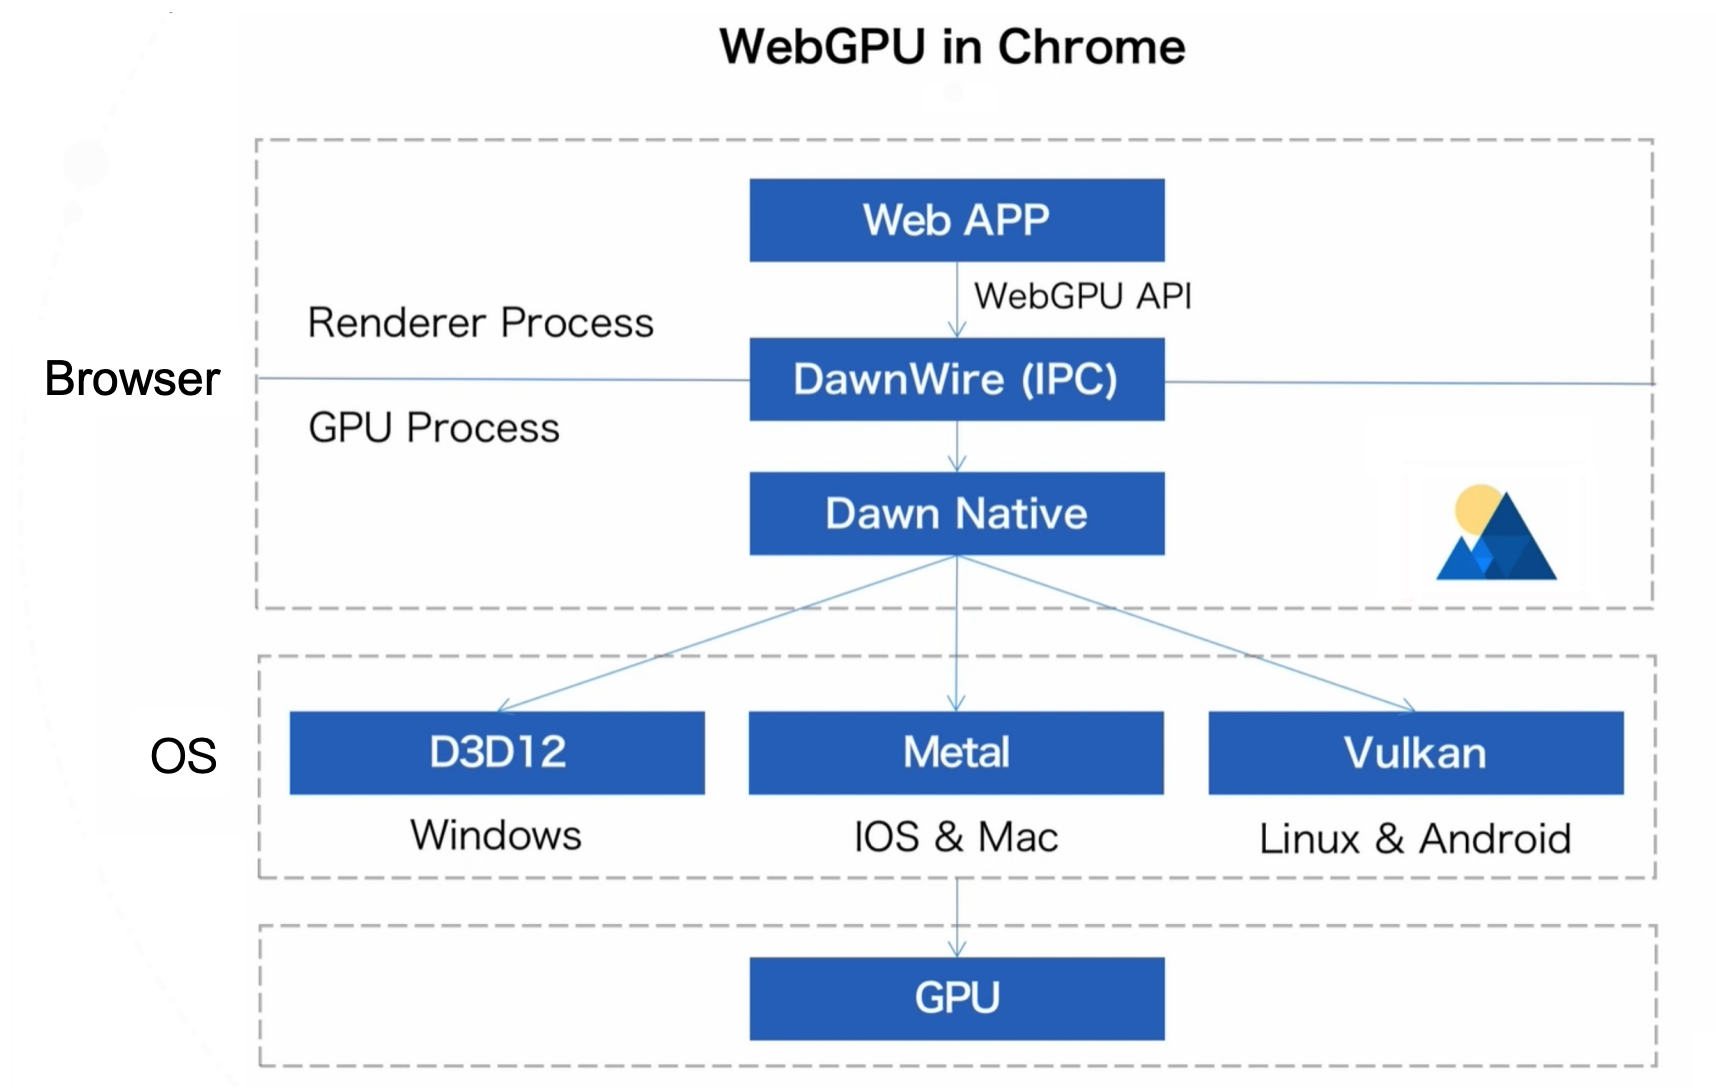 WebGPU in Chrome
Web APP
WebGPU API
Renderer Process
Browser
DawnWire (IPC)
GPU Process
Dawn Native
OS
D3D12
Metal
Vulkan
Windows
IOS & Mac
Linux & Android
GPU